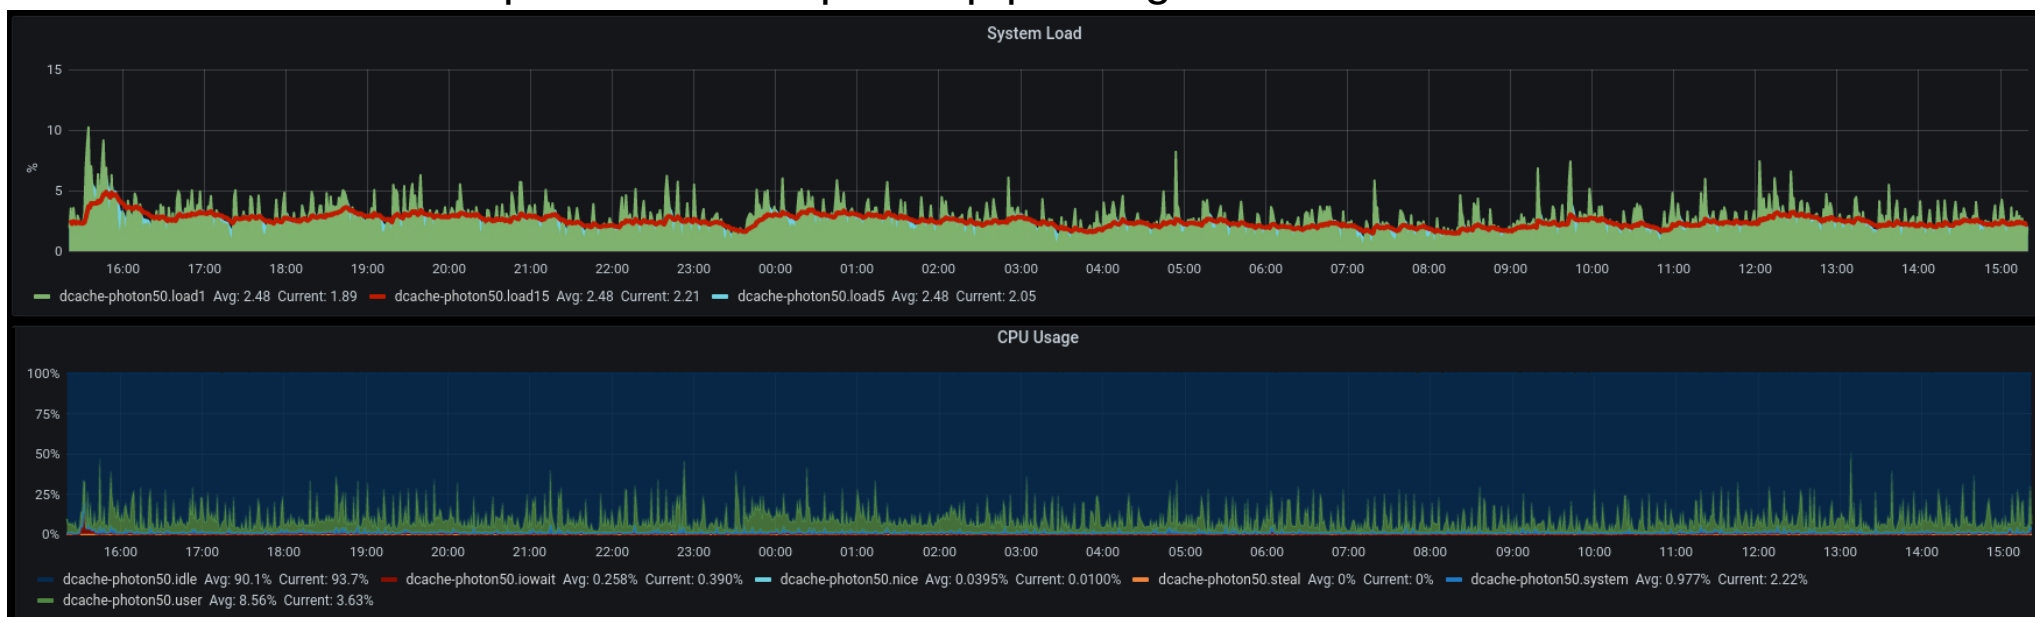 System Load
15
10
%
5
0
16:00 17:00 18:00 19:00 20:00 21:00 22:00 23:00 00:00 01:00 02:00 03:00 04:00 05:00 06:00 07:00 08:00 09:00 10:00 11:00 12:00 13:00 14:00 15:00
dcache-photon50.load1 Avg: 2.48 Current: 1.89 dcache-photon50.load15 Avg: 2.48 Current: 2.21 dcache-photon50.load5 Avg: 2.48 Current: 2.05
CPU Usage
100%
75%
50%
25%
0%
16:00 17:00 18:00 19:00 20:00 21:00 22:00 23:00 00:00 01:00 02:00 03:00 04:00 05:00 06:00 07:00 08:00 09:00 10:00 11:00 12:00 13:00 14:00 15:00
dcache-photon50.idle Avg: 90.1% Current: 93.7% dcache-photon50.iowait Avg: 0.258% Current: 0.390% dcache-photon50.nice Avg: 0.0395% Current: 0.0100% dcache-photon50.steal Avg: 0% Current: 0% dcache-photon50.system Avg: 0.977% Current: 2.22%
dcache-photon50.user Avg: 8.56% Current: 3.63%